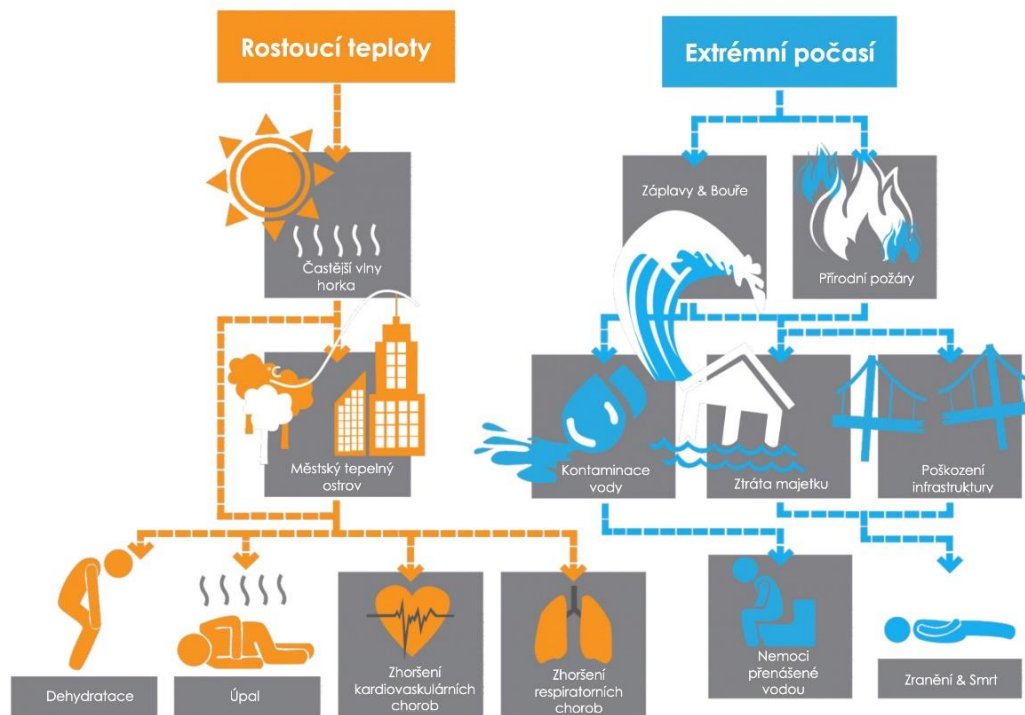 Rostoucí teploty
Extrémní počasí
Záplavy & Bouře
Přírodní požáry
Častější vlny
horka
Městský tepelný
ostrov
Kontaminace
vody
Ztráta majetku
Poškození
infrastruktury
Dehydratace
Úpal
Zhoršení
kardiovaskulárních
chorob
Zhoršení
respiratorních
chorob
Nemoci
přenášené
vodou
Zranění & Smrt